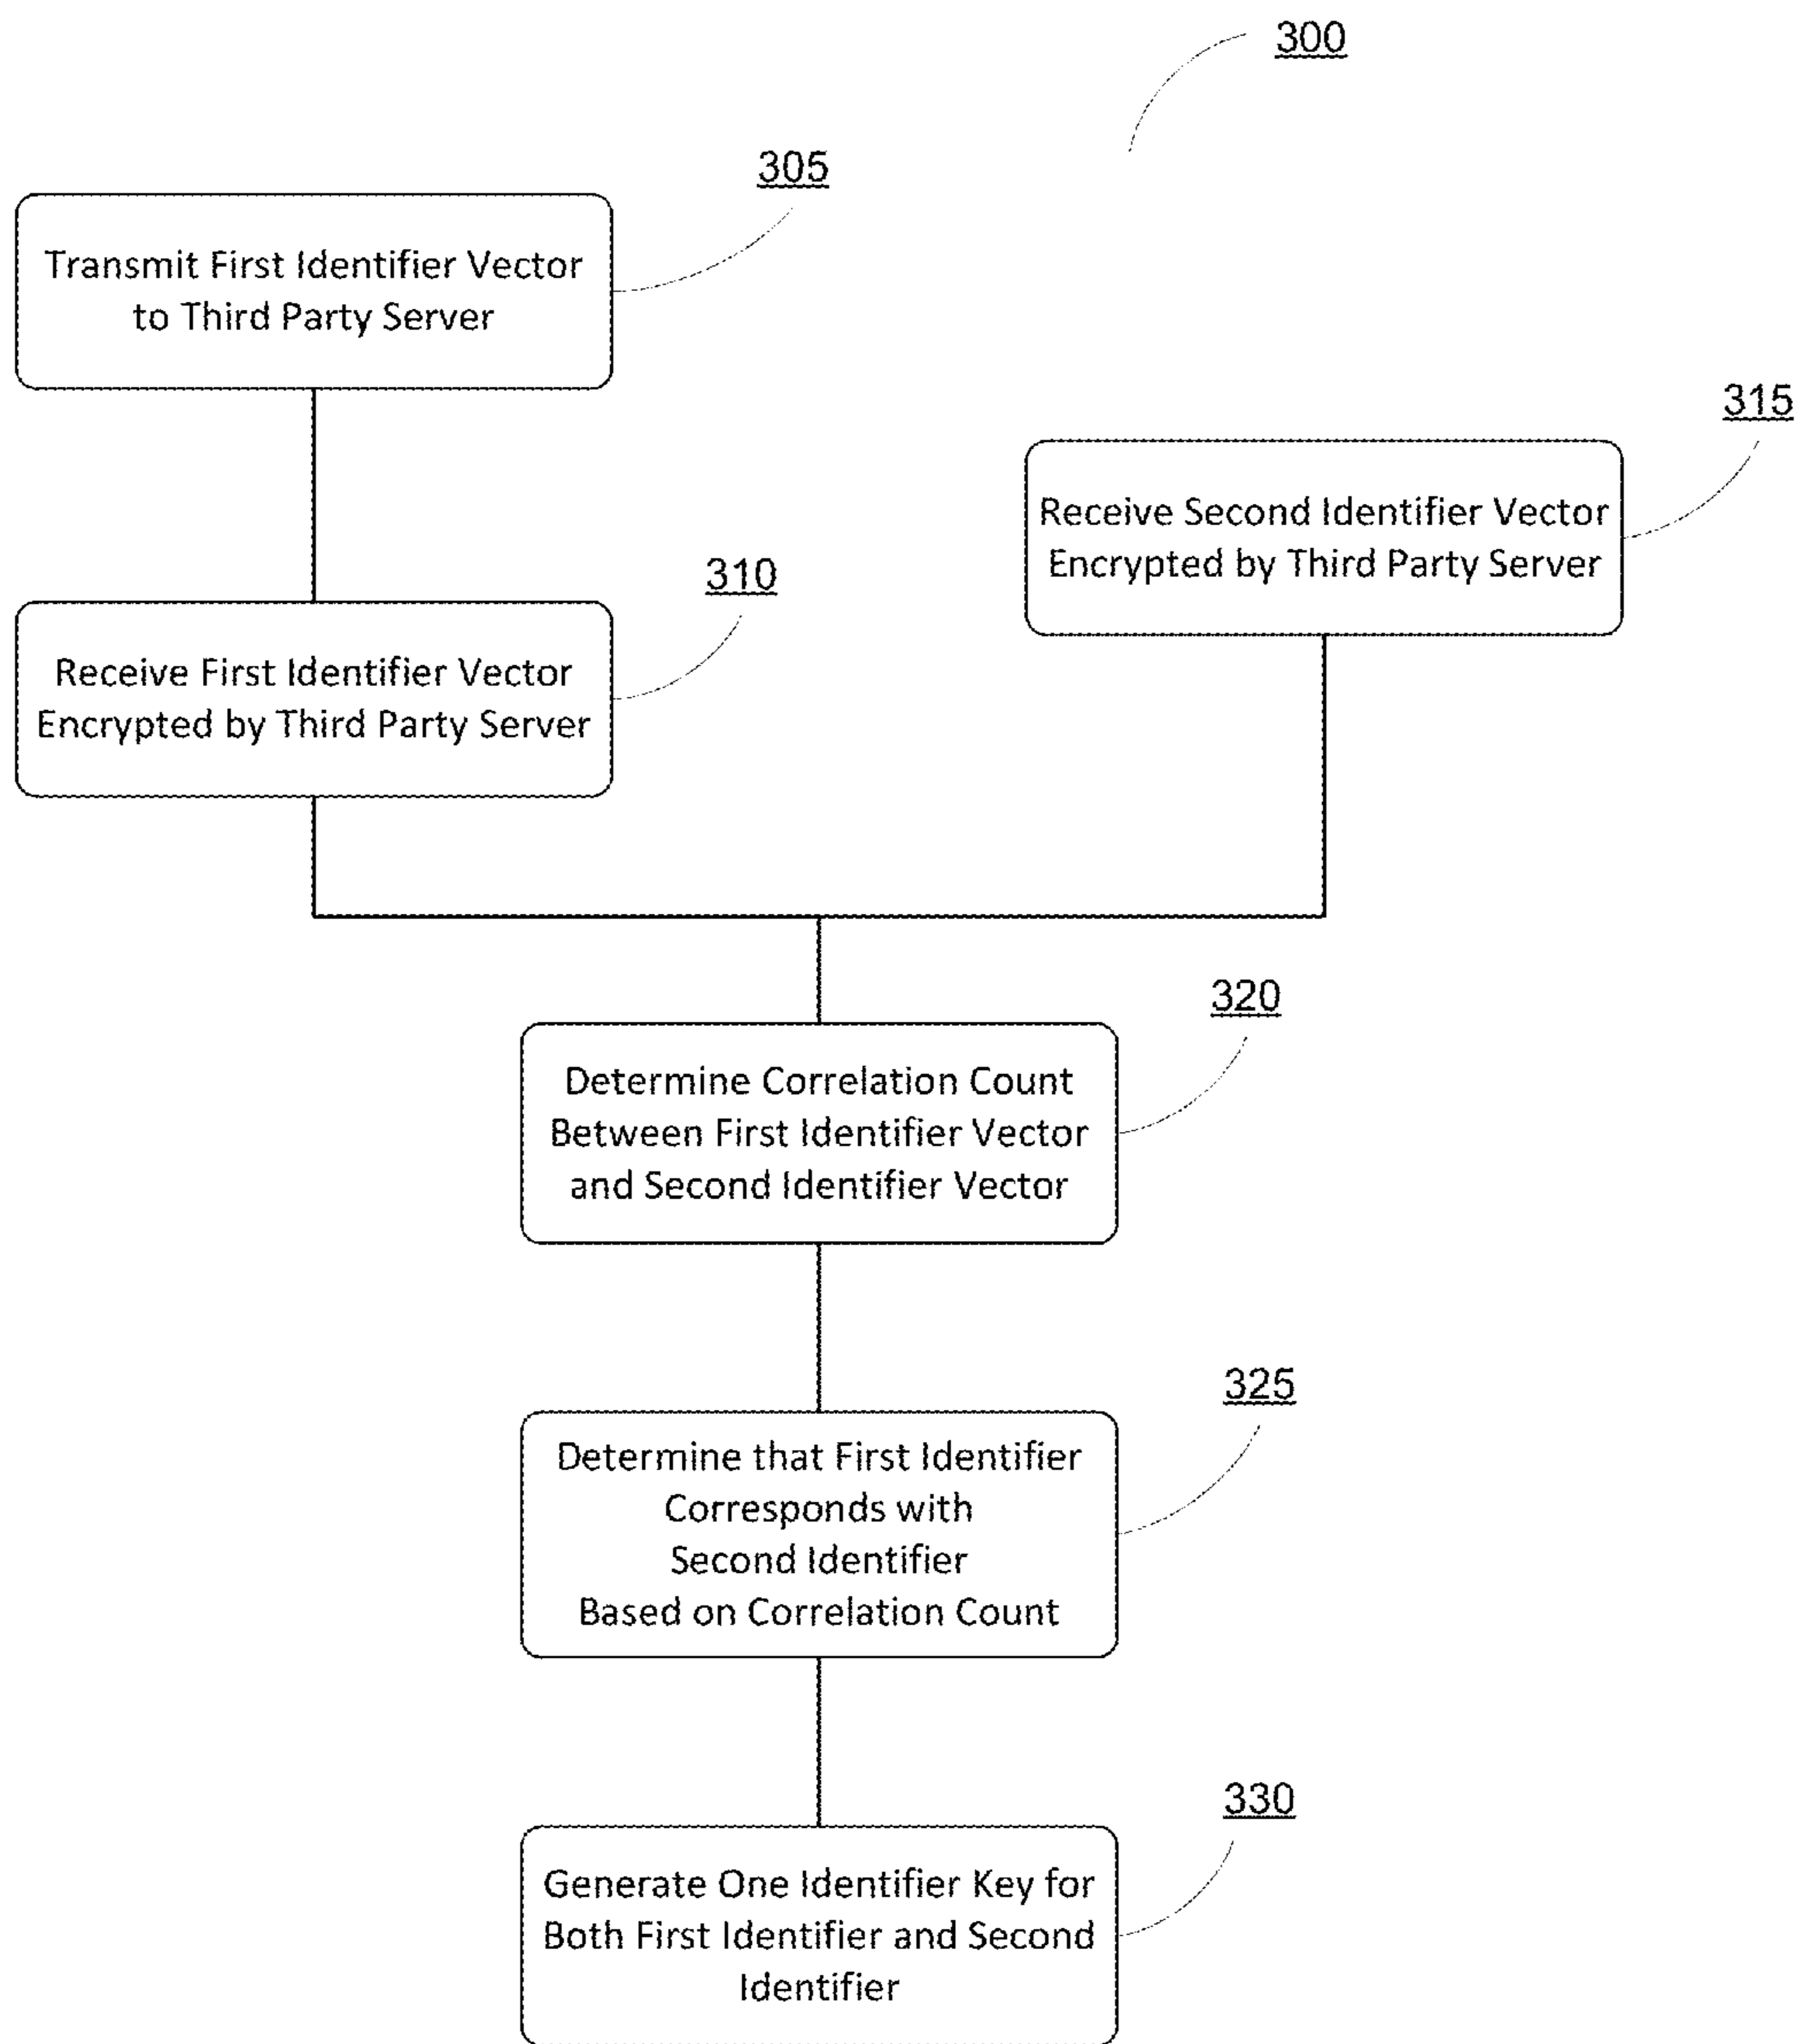 300
305
Transmit First Identifier Vector
to Third Party Server
315
Receive Second Identifier Vector
Encrypted by Third Party Server
310
Receive First Identifier Vector
Encrypted by Third Party Server
320
Determine Correlation Count
Between First Identifier Vector
and Second Identifier Vector
325
Determine that First Identifier
Corresponds with
Second Identifier
Based on Correlation Count
330
Generate One Identifier Key for
Both First Identifier and Second
Identifier